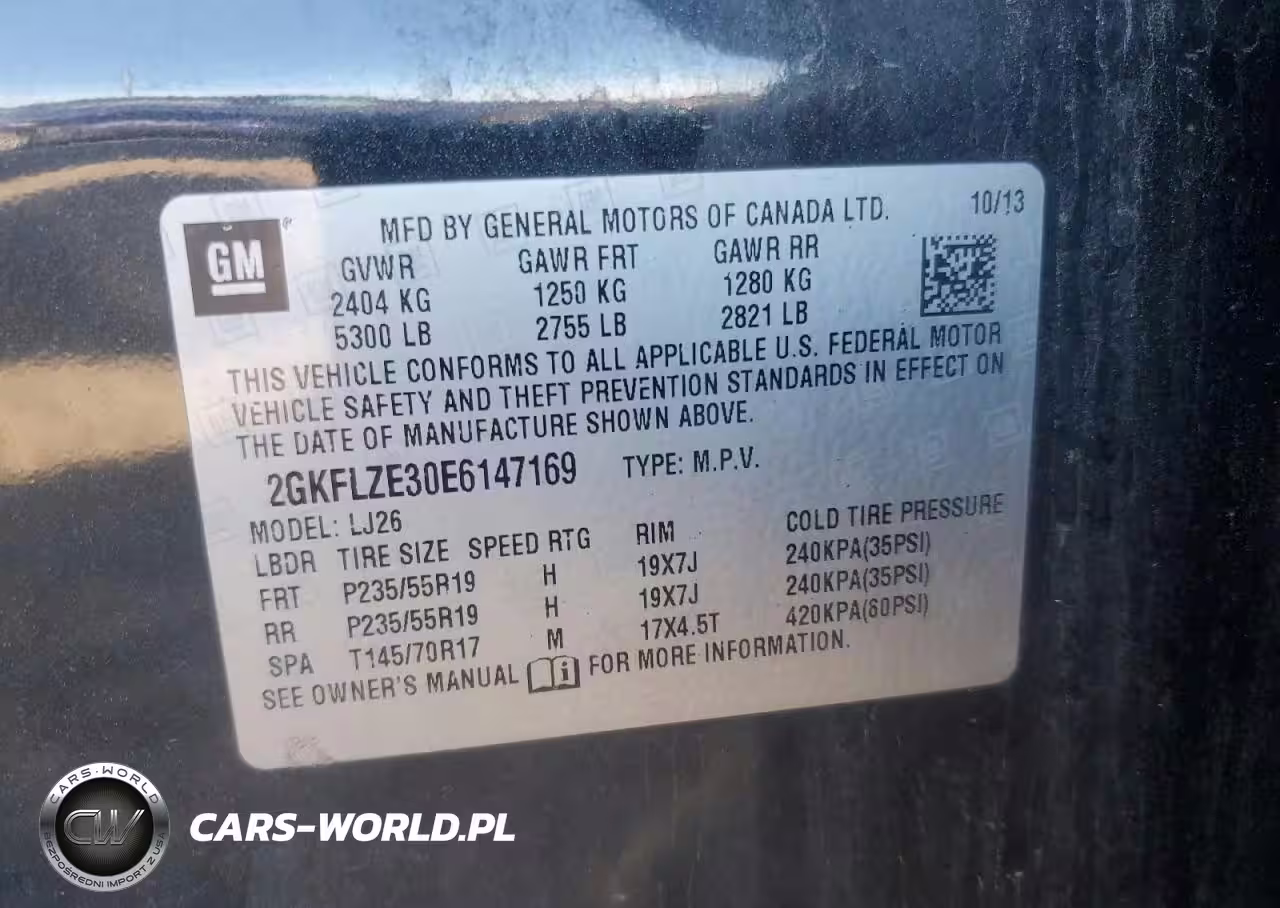 GM
MFD BY GENERAL MOTORS OF CANADA LTD. 10/13
GVWR GAWR FRT GAWR RR
2404 KG 1250 KG 1280 KG
5300 LB 2755 LB 2821 LB
THIS VEHICLE CONFORMS TO ALL APPLICABLE U.S. FEDERAL MOTOR
VEHICLE SAFETY AND THEFT PREVENTION STANDARDS IN EFFECT ON
THE DATE OF MANUFACTURE SHOWN ABOVE.
2GKFLZE30E6147169 TYPE: M.P.V.
MODEL: LJ26
LBDR TIRE SIZE SPEED RTG RIM COLD TIRE PRESSURE
FRT P235/55R19 H 19X7J 240KPA(35PSI)
RR P235/55R19 H 19X7J 240KPA(35PSI)
SPA T145/70R17 M 17X4.5T 420KPA(60PSI)
SEE OWNER'S MANUAL FOR MORE INFORMATION.
CARS-WORLD
CW
BEZPOŚREDNI IMPORT Z USA
CARS-WORLD.PL